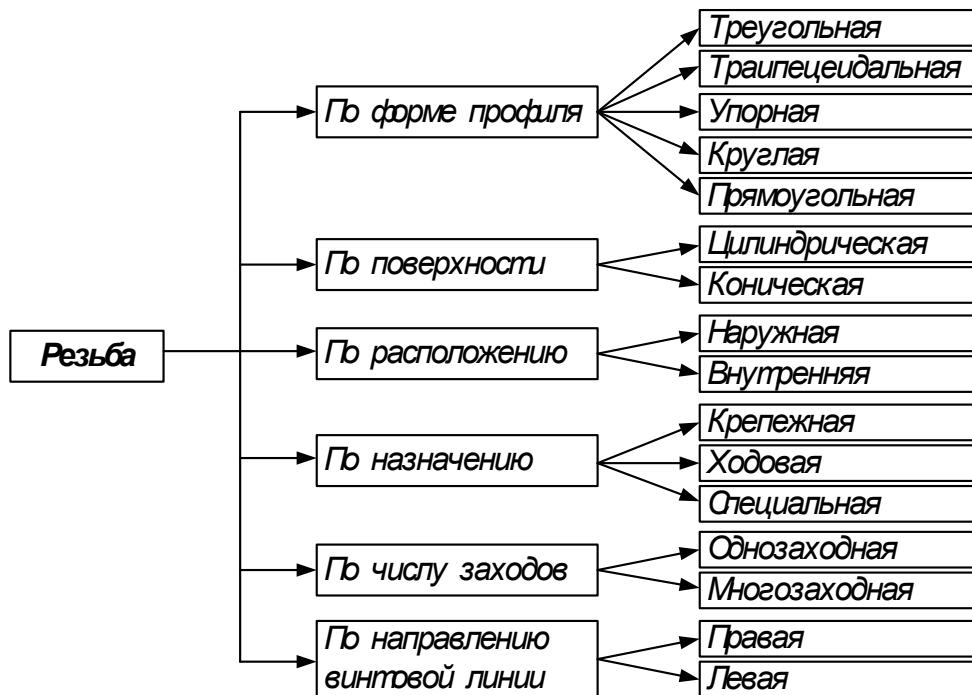 Резьба
По форме профиля
Треугольная
Траипецеидальная
Упорная
Круглая
Прямоугольная
По поверхности
Цилиндрическая
Коническая
По расположению
Наружная
Внутренняя
По назначению
Крепежная
Ходовая
Специальная
По числу заходов
Однозаходная
Многозаходная
По направлению
винтовой линии
Правая
Левая